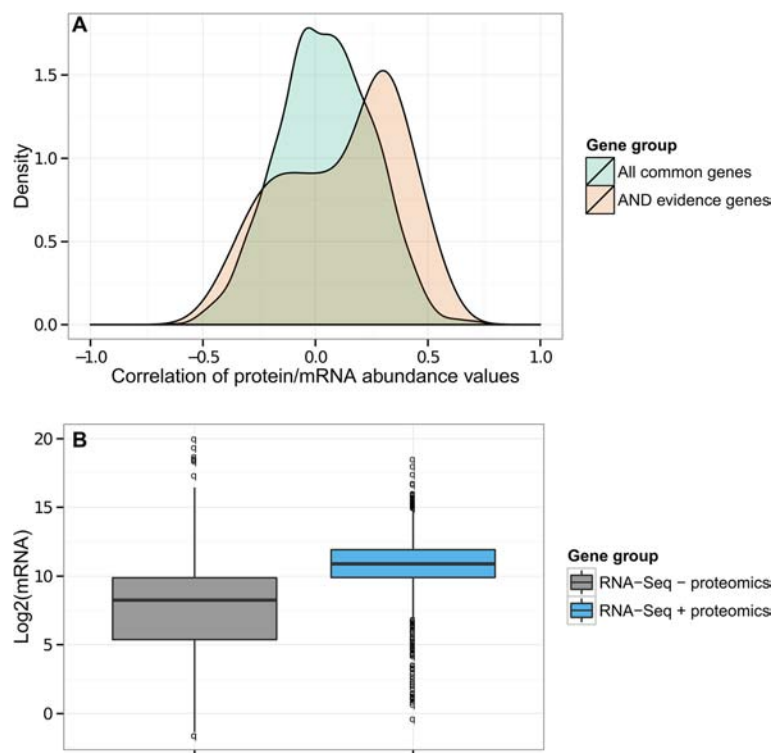 A
1.5
1.0
0.5
0.0
Density
−1.0 −0.5 0.0 0.5 1.0
Correlation of protein/mRNA abundance values
Gene group
All common genes
AND evidence genes
B
20
15
10
5
0
Log2(mRNA)
Gene group
RNA−Seq − proteomics
RNA−Seq + proteomics